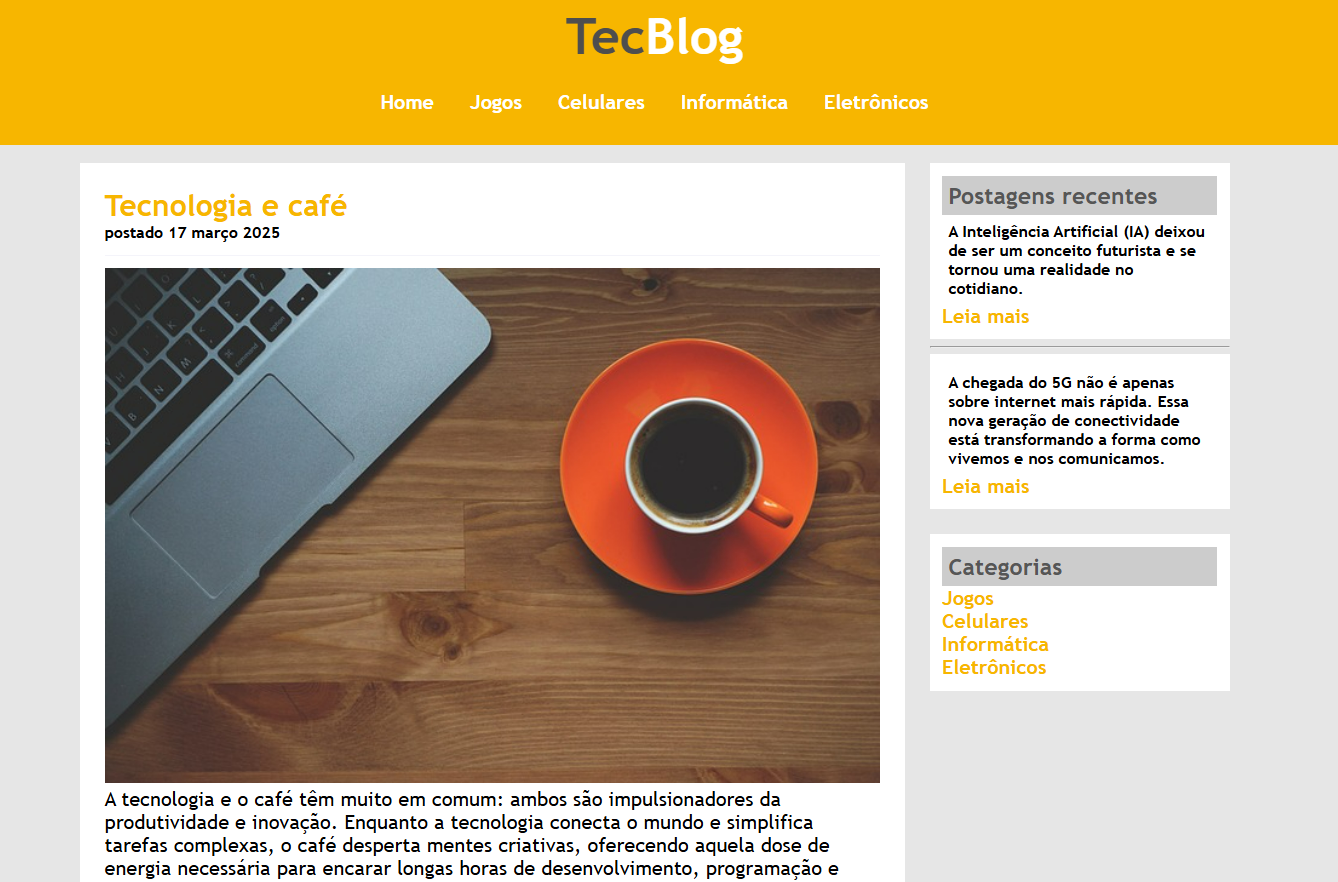 TecBlog
Home Jogos Celulares Informática Eletrônicos
Tecnologia e café
postado 17 março 2025
A tecnologia e o café têm muito em comum: ambos são impulsionadores da
produtividade e inovação. Enquanto a tecnologia conecta o mundo e simplifica
tarefas complexas, o café desperta mentes criativas, oferecendo aquela dose de
energia necessária para encarar longas horas de desenvolvimento, programação e
Postagens recentes
A Inteligência Artificial (IA) deixou
de ser um conceito futurista e se
tornou uma realidade no
cotidiano.
Leia mais
A chegada do 5G não é apenas
sobre internet mais rápida. Essa
nova geração de conectividade
está transformando a forma como
vivemos e nos comunicamos.
Leia mais
Categorias
Jogos
Celulares
Informática
Eletrônicos